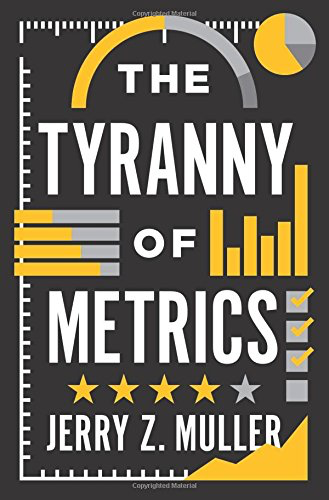 THE
TYRANNY
OF
METRICS
JERRY Z. MULLER